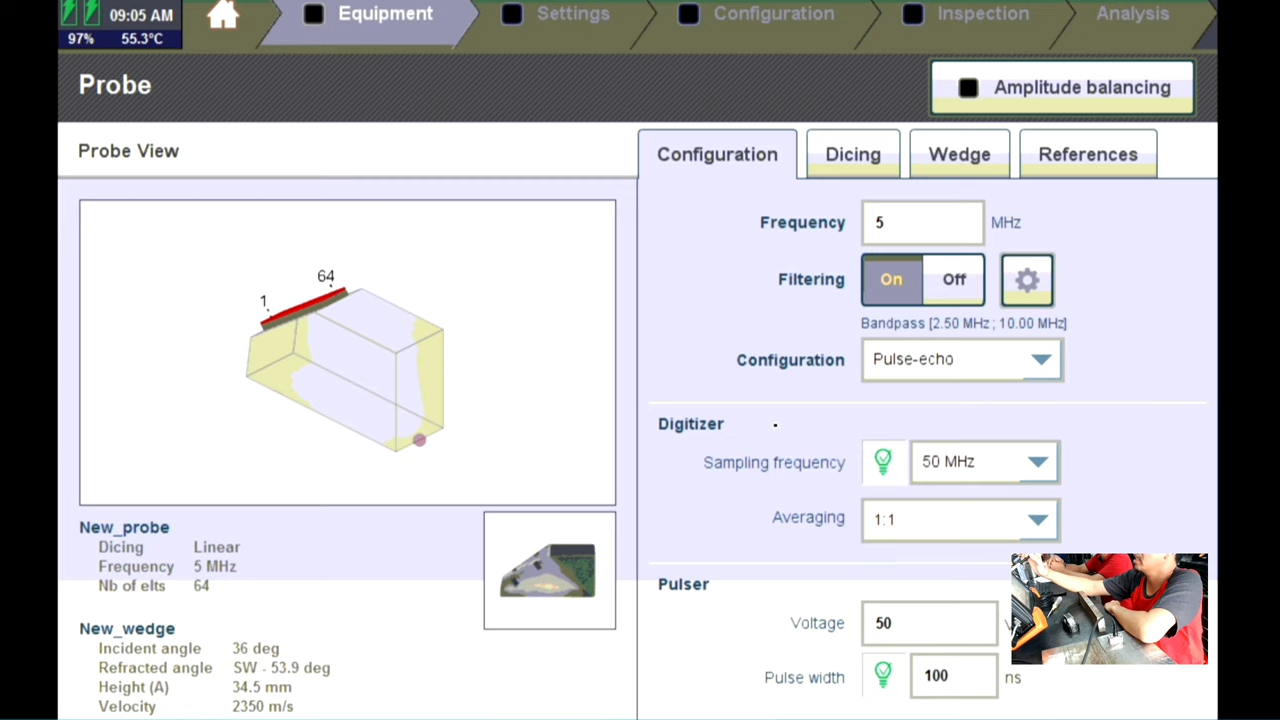 09:05 AM
97% 55.3°C
Equipment
Settings
Configuration
Inspection
Analysis
Probe
Amplitude balancing
Probe View
Configuration
Dicing
Wedge
References
1
64
Frequency 5 MHz
Filtering On Off
Bandpass [2.50 MHz ; 10.00 MHz]
Configuration Pulse-echo
Digitizer
Sampling frequency 50 MHz
Averaging 1:1
Pulser
Voltage 50
Pulse width 100 ns
New_probe
Dicing Linear
Frequency 5 MHz
Nb of elts 64
New_wedge
Incident angle 36 deg
Refracted angle SW - 53.9 deg
Height (A) 34.5 mm
Velocity 2350 m/s